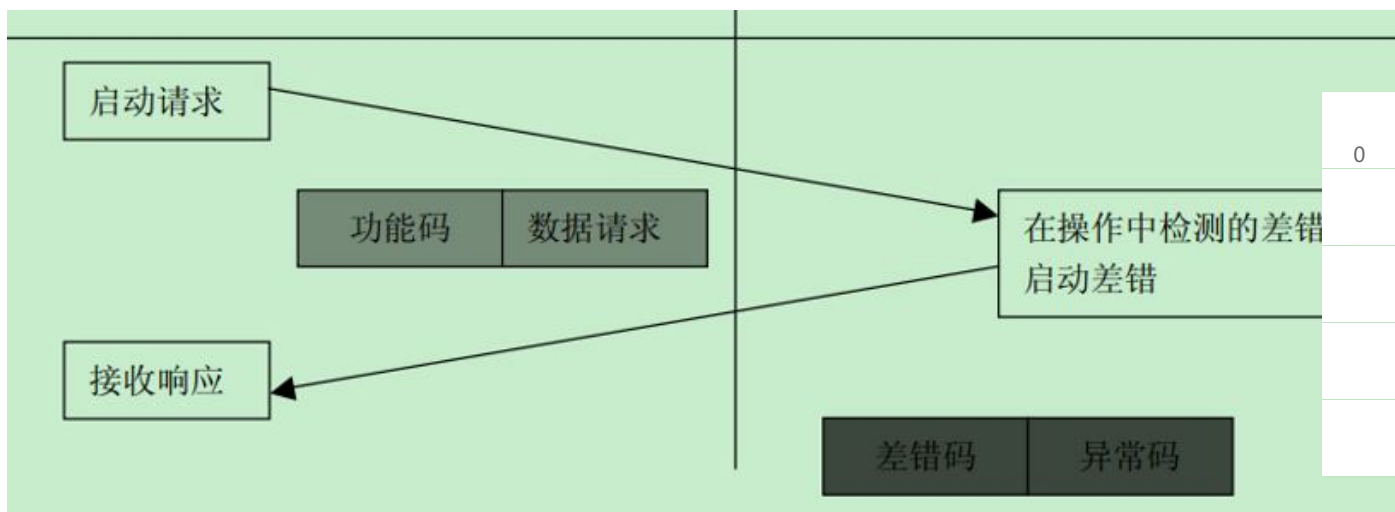 启动请求
0
功能码 数据请求
在操作中检测的差错
启动差错
接收响应
差错码 异常码